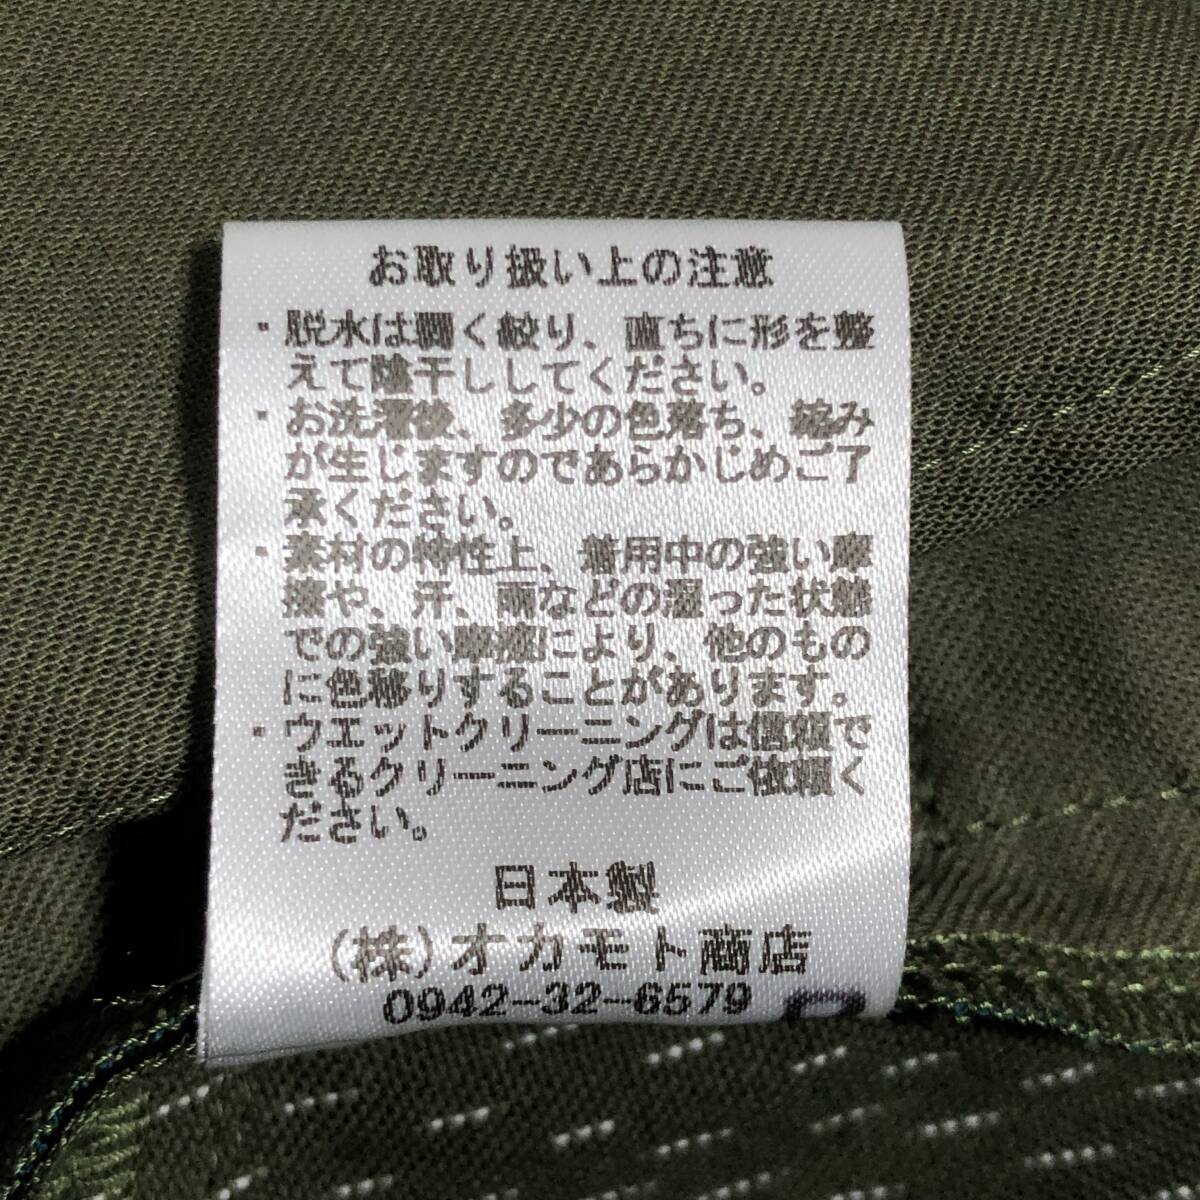 お取り扱い上の注意
・脱水は弱く絞り、直ちに形を整
えて陰干ししてください。
・お洗濯後、多少の色落ち、縮み
が生じますのであらかじめご了
承ください。
・素材の特性上、着用中の強い摩
擦や、汗、雨などの湿った状態
での強い摩擦により、他のもの
に色移りすることがあります。
・ウエットクリーニングは信頼で
きるクリーニング店にご依頼く
ださい。
日本製
(株)オカモト商店
0942-32-6579